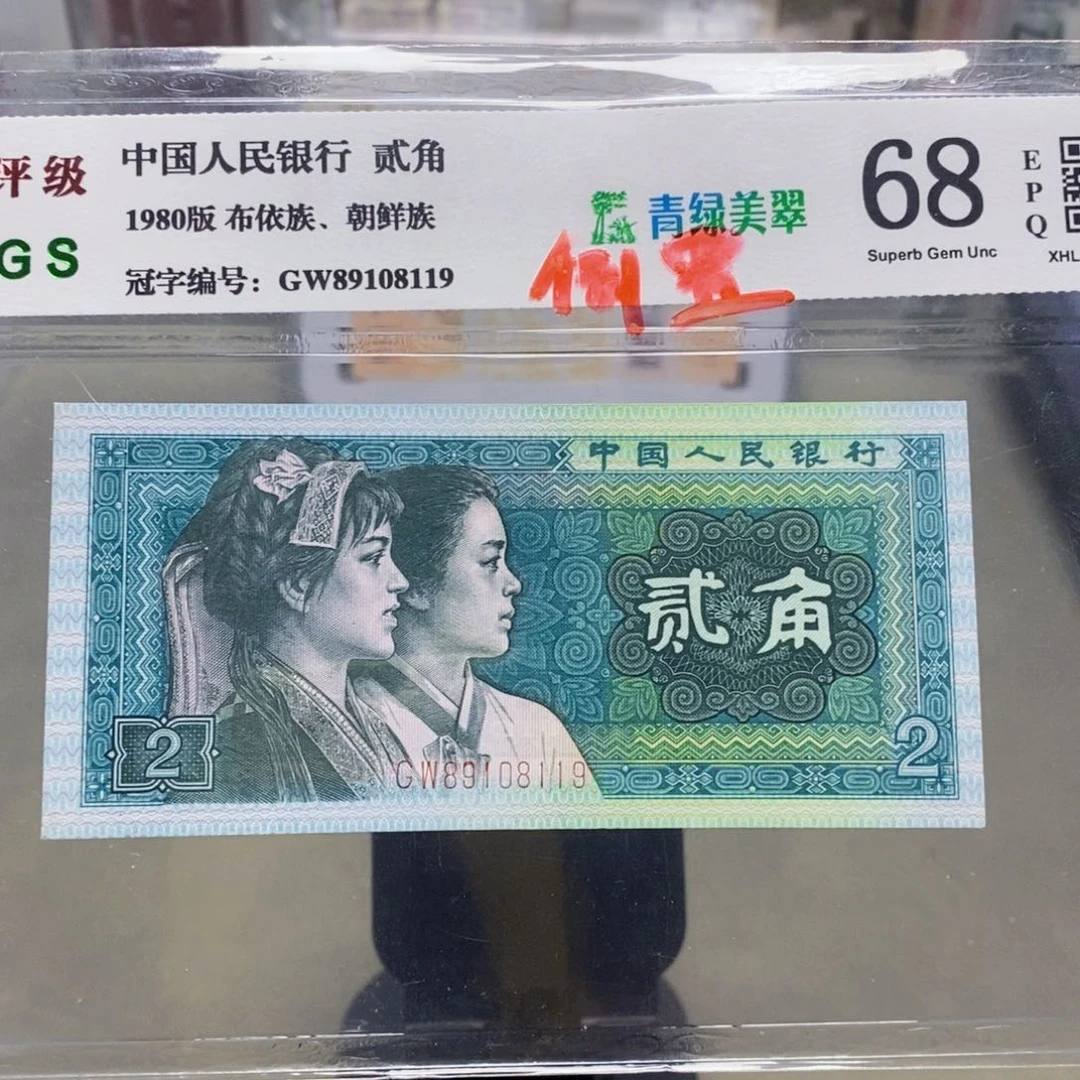 评级
GS
中国人民银行 贰角
1980版 布依族、朝鲜族
冠字编号：GW89108119
青绿美翠
68
Superb Gem Unc
EPQ
XHL
中国人民银行
贰角
2
GW89108119
2